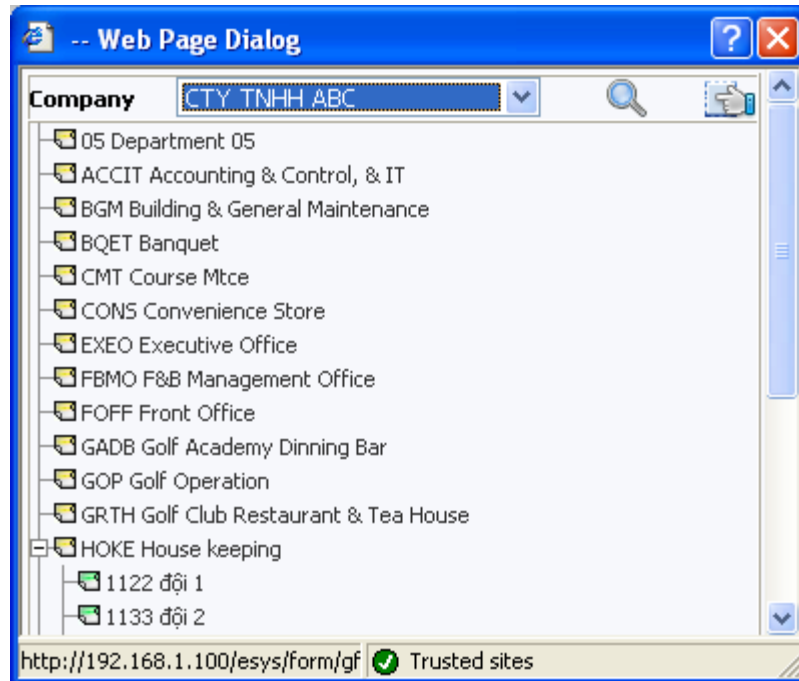 -- Web Page Dialog
Company CTY TNHH ABC
05 Department 05
ACCIT Accounting & Control, & IT
BGM Building & General Maintenance
BQET Banquet
CMT Course Mtce
CONS Convenience Store
EXEO Executive Office
FBMO F&B Management Office
FOFF Front Office
GADB Golf Academy Dinning Bar
GOP Golf Operation
GRTH Golf Club Restaurant & Tea House
HOKE House keeping
1122 đội 1
1133 đội 2
http://192.168.1.100/esys/form/gf Trusted sites